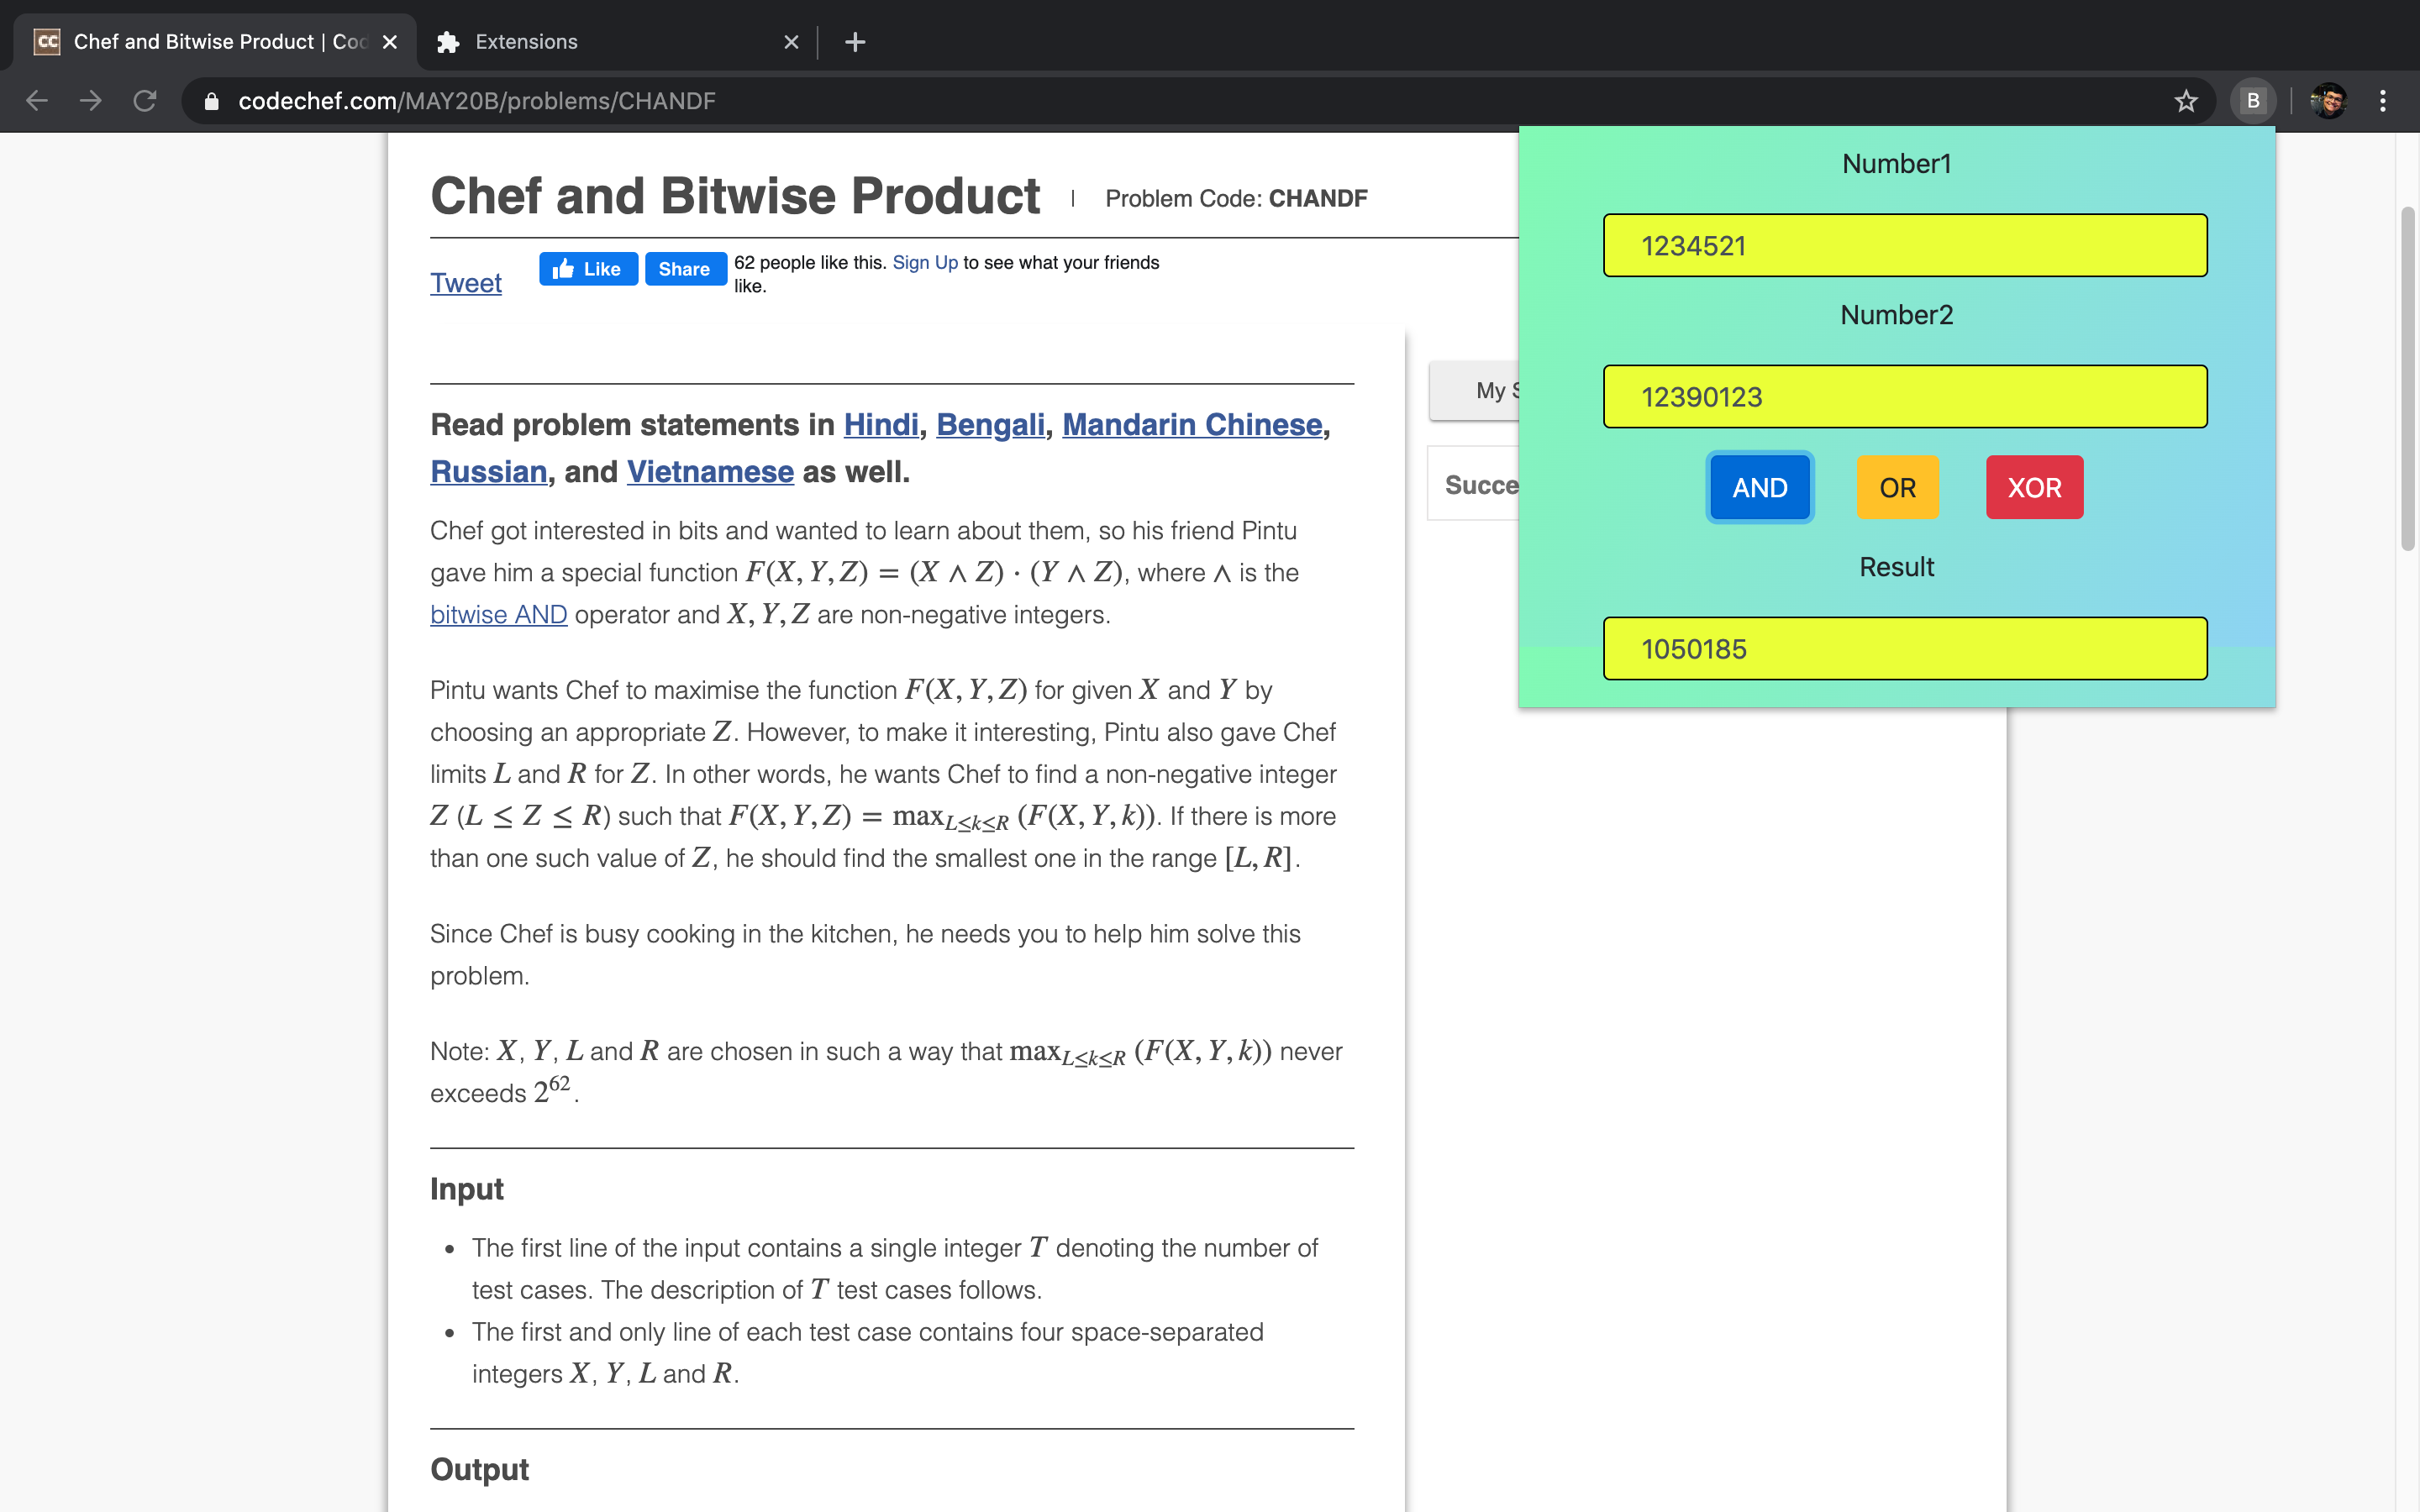 Chef and Bitwise Product | Cod
Extensions
codechef.com/MAY20B/problems/CHANDF
B
Chef and Bitwise Product | Problem Code: CHANDF
Tweet
Like
Share
62 people like this. Sign Up to see what your friends
like.
Read problem statements in Hindi, Bengali, Mandarin Chinese,
Russian, and Vietnamese as well.
Chef got interested in bits and wanted to learn about them, so his friend Pintu
gave him a special function F(X, Y, Z) = (X ∧ Z) · (Y ∧ Z), where ∧ is the
bitwise AND operator and X, Y, Z are non-negative integers.
Pintu wants Chef to maximise the function F(X, Y, Z) for given X and Y by
choosing an appropriate Z. However, to make it interesting, Pintu also gave Chef
limits L and R for Z. In other words, he wants Chef to find a non-negative integer
Z (L ≤ Z ≤ R) such that F(X, Y, Z) = max_{L≤k≤R} (F(X, Y, k)). If there is more
than one such value of Z, he should find the smallest one in the range [L, R].
Since Chef is busy cooking in the kitchen, he needs you to help him solve this
problem.
Note: X, Y, L and R are chosen in such a way that max_{L≤k≤R} (F(X, Y, k)) never
exceeds 2^62.
Input
• The first line of the input contains a single integer T denoting the number of
test cases. The description of T test cases follows.
• The first and only line of each test case contains four space-separated
integers X, Y, L and R.
Output
My S
Succe
Number1
1234521
Number2
12390123
AND
OR
XOR
Result
1050185